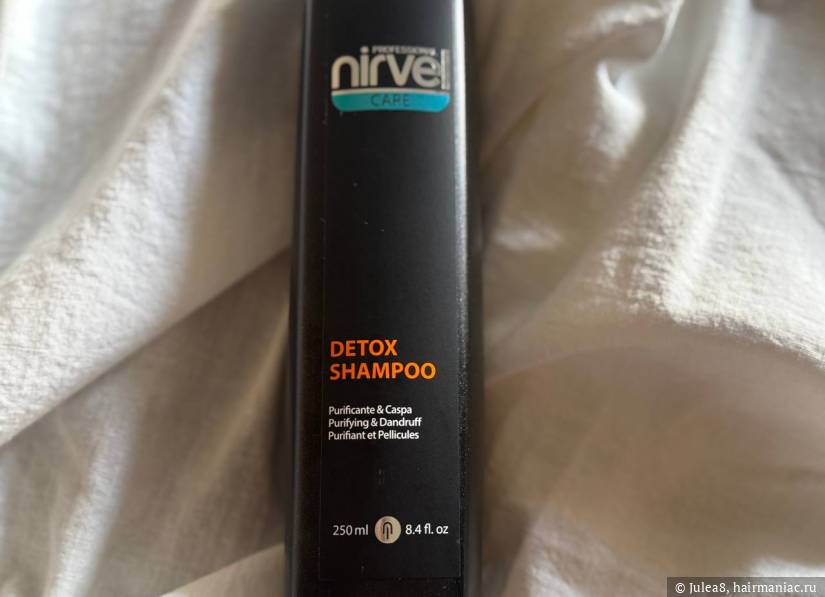 PROFESSIONAL
nirvel
CARE
DETOX
SHAMPOO
Purificante & Caspa
Purifying & Dandruff
Purifiant et Pellicules
250 ml 8.4 fl. oz
© Julea8, hairmaniac.ru